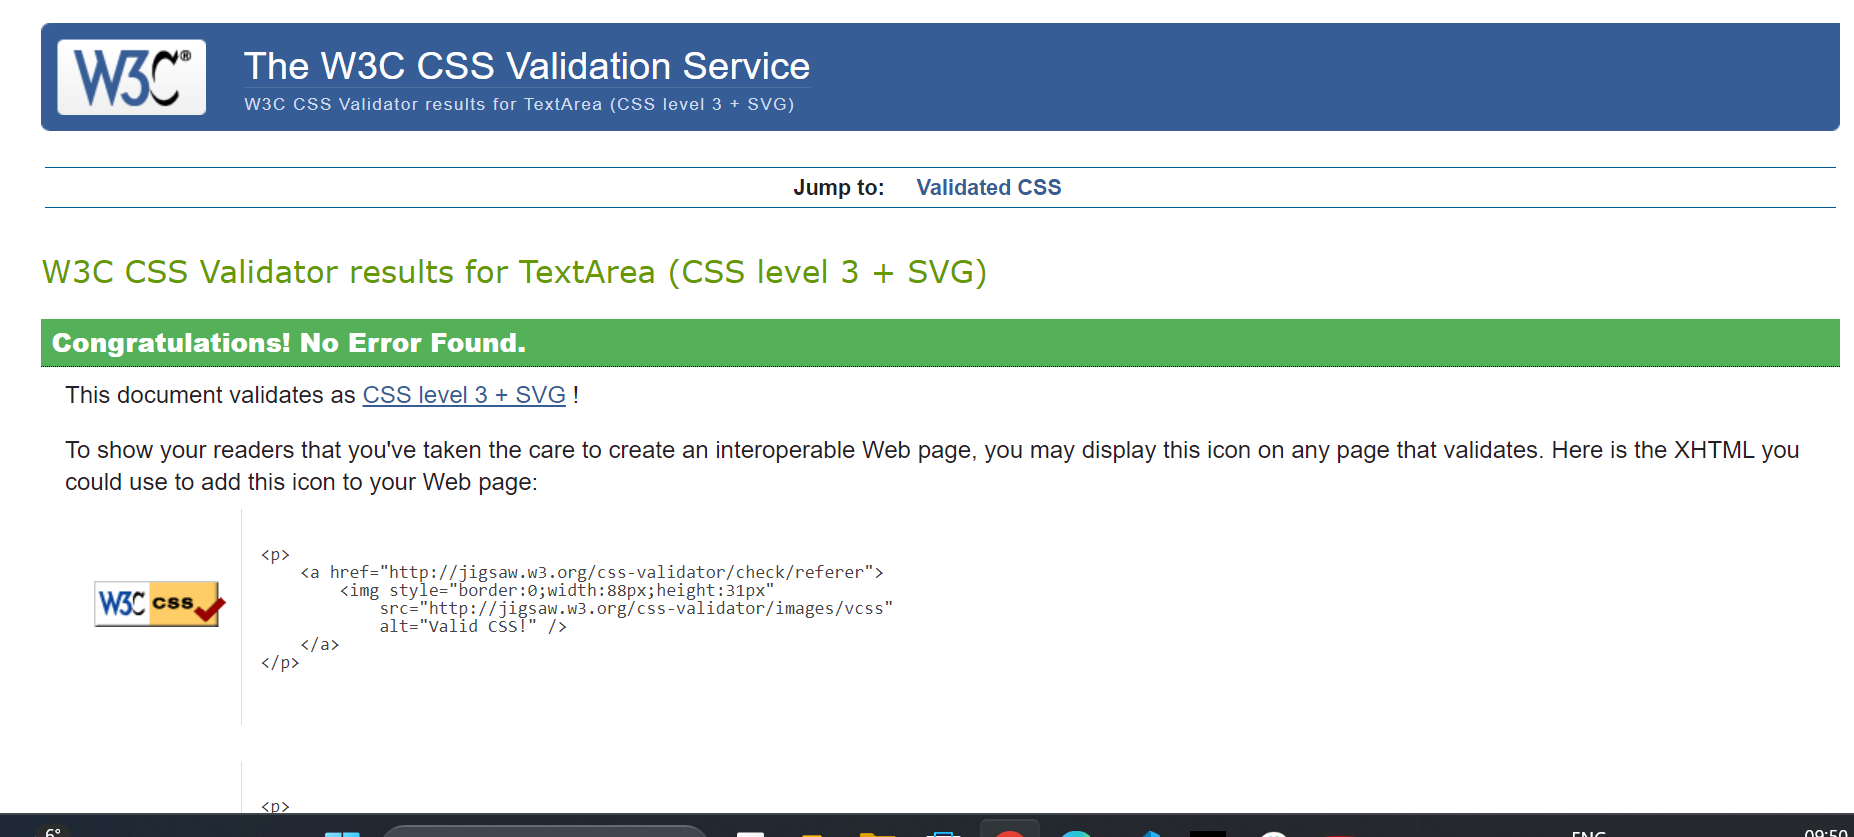 W3C®
The W3C CSS Validation Service
W3C CSS Validator results for TextArea (CSS level 3 + SVG)
Jump to: Validated CSS
W3C CSS Validator results for TextArea (CSS level 3 + SVG)
Congratulations! No Error Found.
This document validates as CSS level 3 + SVG !
To show your readers that you've taken the care to create an interoperable Web page, you may display this icon on any page that validates. Here is the XHTML you
could use to add this icon to your Web page:
<p>
<a href="http://jigsaw.w3.org/css-validator/check/referer">
<img style="border:0;width:88px;height:31px"
W3C css
src="http://jigsaw.w3.org/css-validator/images/vcss"
alt="Valid CSS!" />
</a>
</p>
<p>
6°
ENG
09:50